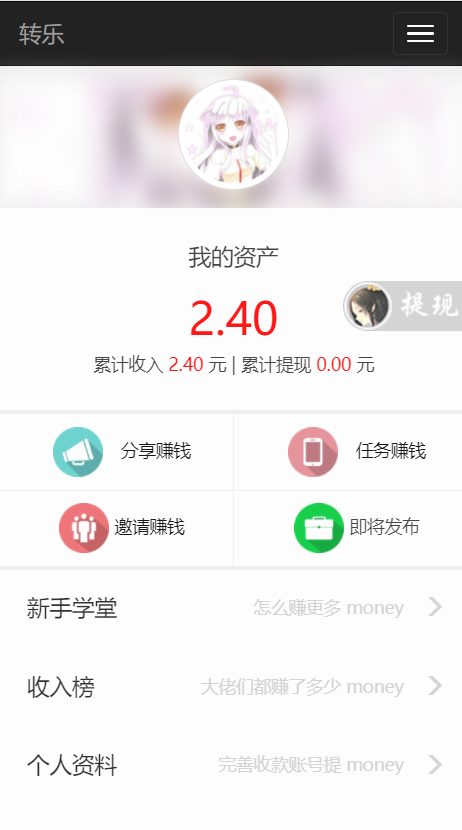 转乐
我的资产
2.40
提现
累计收入 2.40 元 | 累计提现 0.00 元
分享赚钱
任务赚钱
邀请赚钱
即将发布
新手学堂
怎么赚更多 money
收入榜
大佬们都赚了多少 money
个人资料
完善收款账号提 money